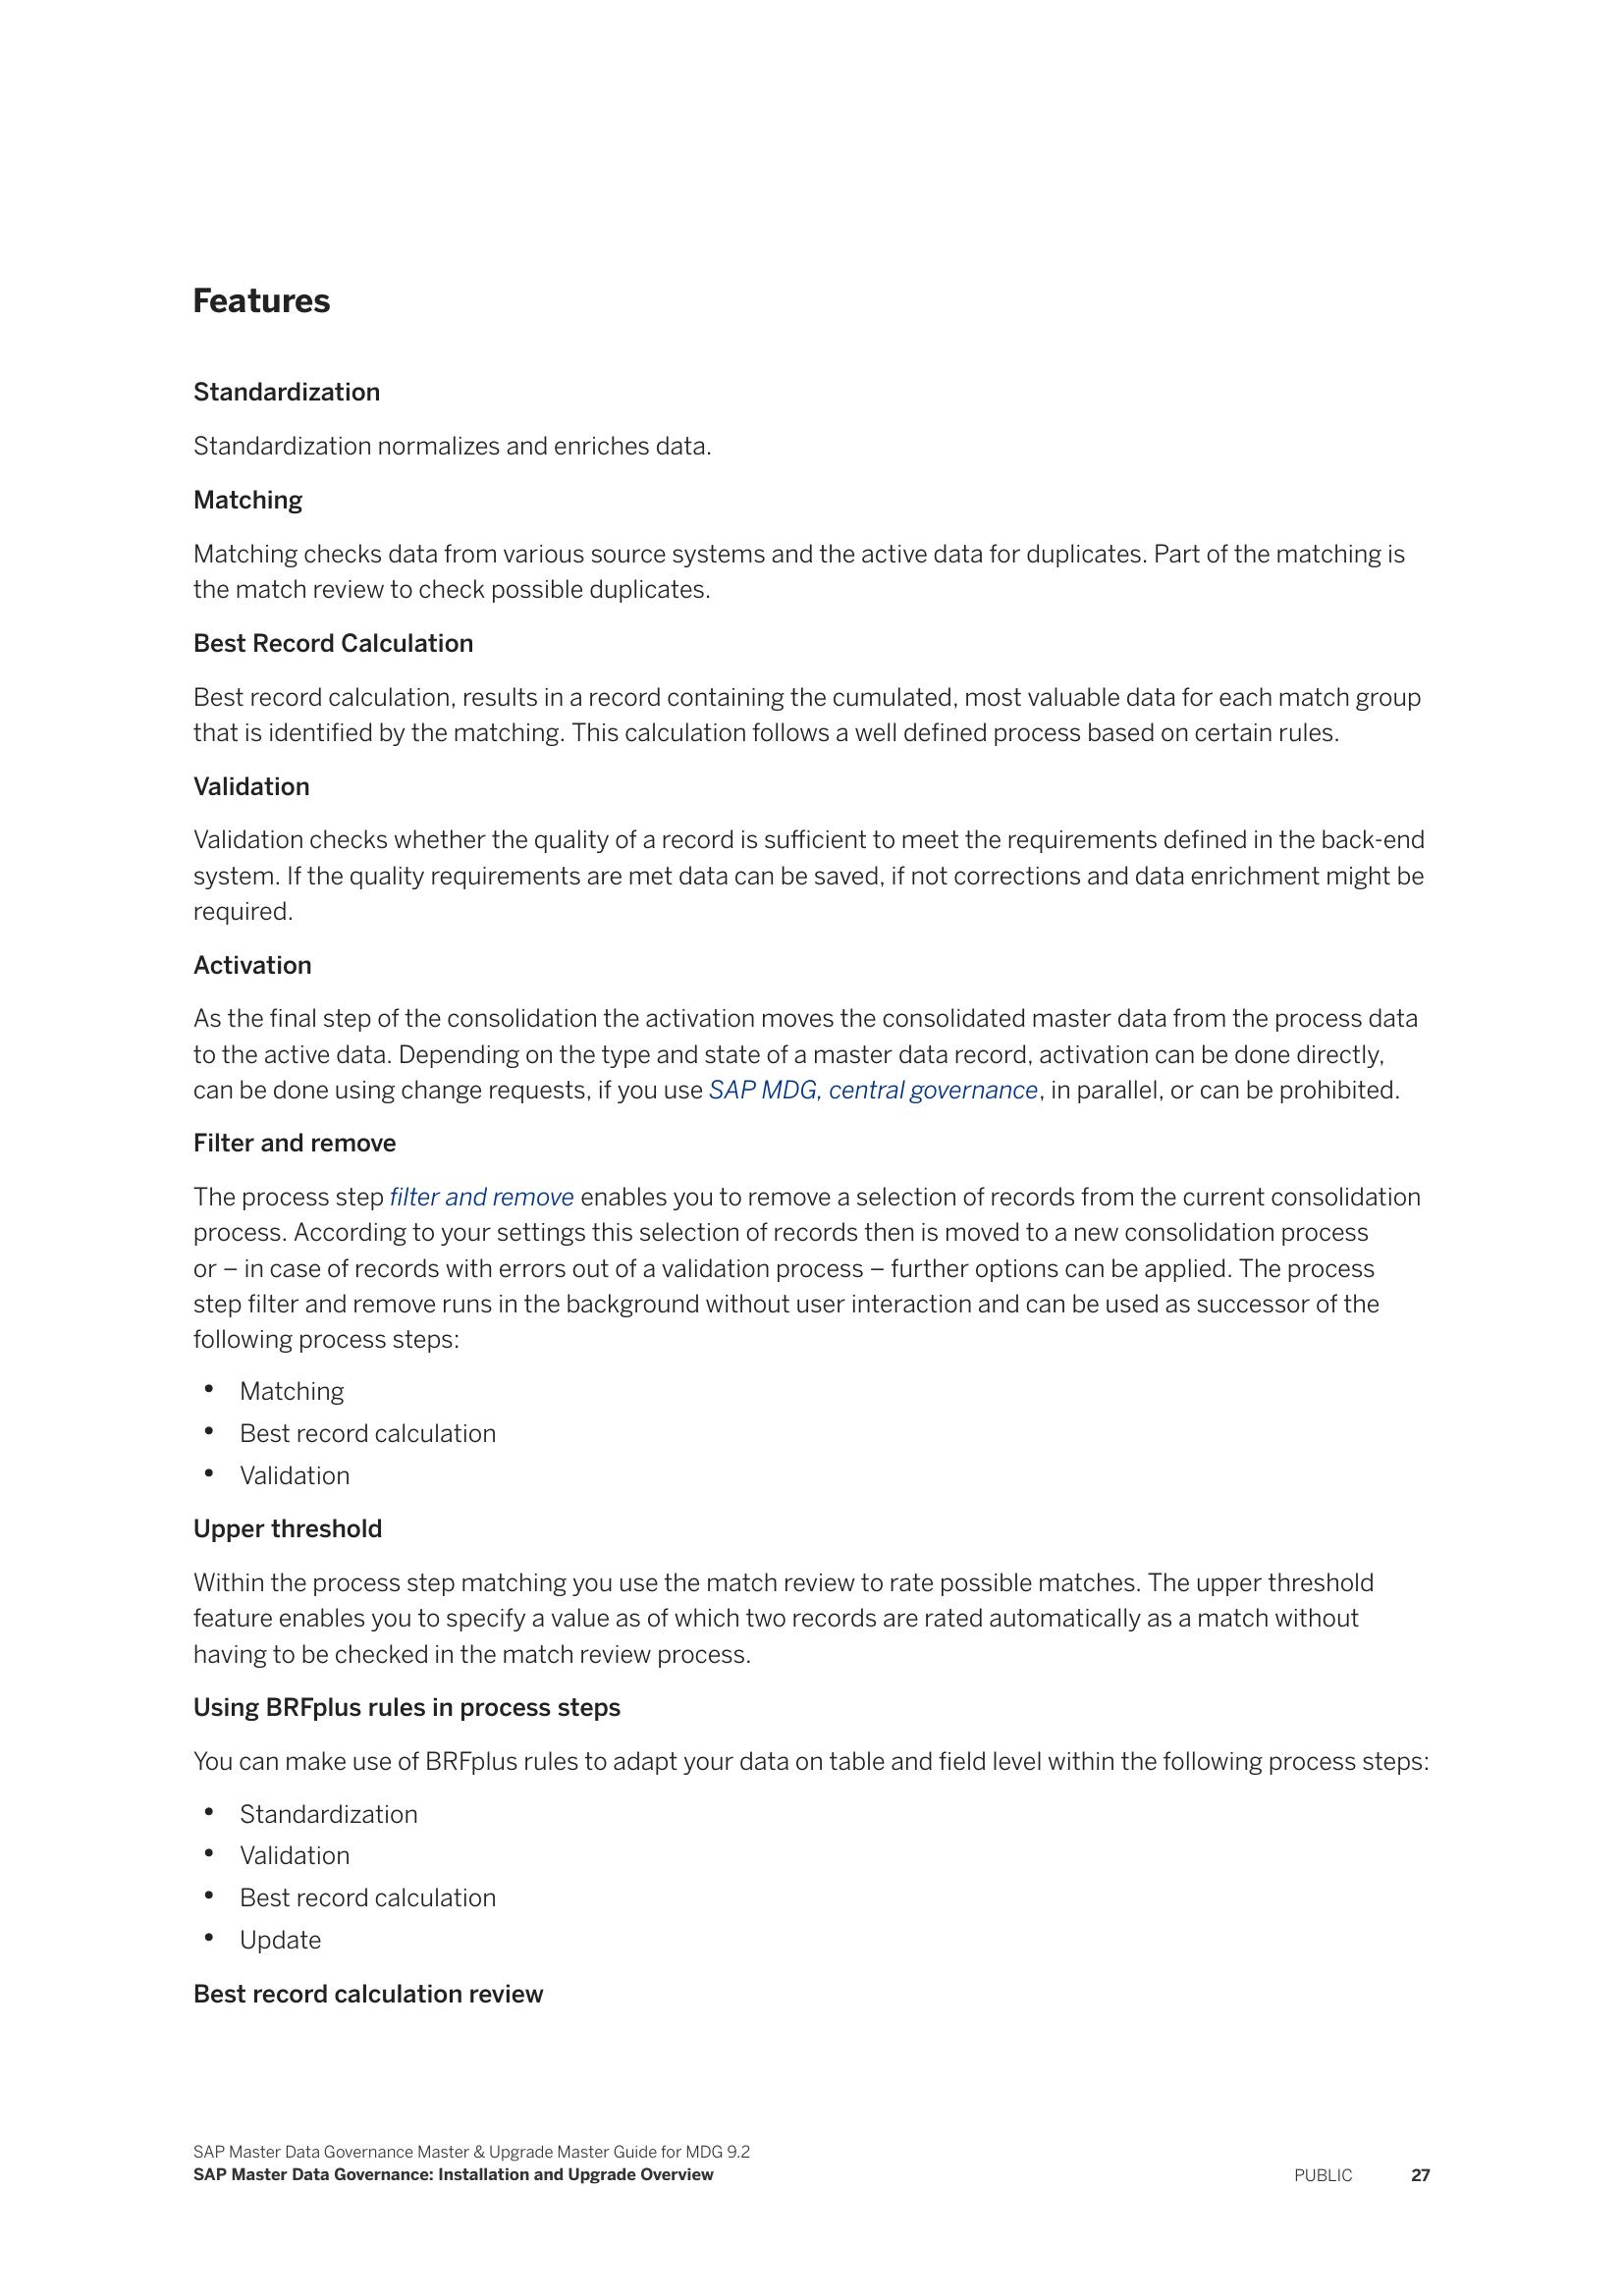 Features
Standardization
Standardization normalizes and enriches data.
Matching
Matching checks data from various source systems and the active data for duplicates. Part of the matching is
the match review to check possible duplicates.
Best Record Calculation
Best record calculation, results in a record containing the cumulated, most valuable data for each match group
that is identified by the matching. This calculation follows a well defined process based on certain rules.
Validation
Validation checks whether the quality of a record is sufficient to meet the requirements defined in the back-end
system. If the quality requirements are met data can be saved, if not corrections and data enrichment might be
required.
Activation
As the final step of the consolidation the activation moves the consolidated master data from the process data
to the active data. Depending on the type and state of a master data record, activation can be done directly,
can be done using change requests, if you use SAP MDG, central governance, in parallel, or can be prohibited.
Filter and remove
The process step filter and remove enables you to remove a selection of records from the current consolidation
process. According to your settings this selection of records then is moved to a new consolidation process
or – in case of records with errors out of a validation process – further options can be applied. The process
step filter and remove runs in the background without user interaction and can be used as successor of the
following process steps:
• Matching
• Best record calculation
• Validation
Upper threshold
Within the process step matching you use the match review to rate possible matches. The upper threshold
feature enables you to specify a value as of which two records are rated automatically as a match without
having to be checked in the match review process.
Using BRFplus rules in process steps
You can make use of BRFplus rules to adapt your data on table and field level within the following process steps:
• Standardization
• Validation
• Best record calculation
• Update
Best record calculation review
SAP Master Data Governance Master & Upgrade Master Guide for MDG 9.2
SAP Master Data Governance: Installation and Upgrade Overview
PUBLIC 27